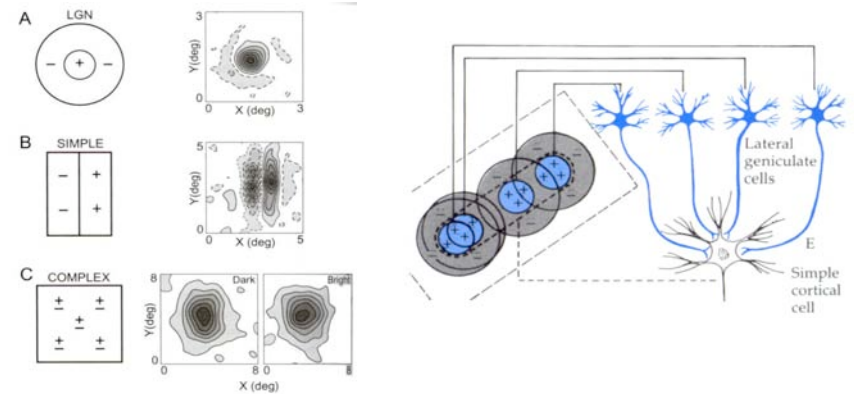 A
LGN
− + −
3
Y(deg)
0
0 X (deg) 3
B
SIMPLE
− +
− +
5
Y(deg)
0
0 X (deg) 5
C
COMPLEX
± ±
±
± ±
8
Dark
Bright
Y(deg)
0
0 8 8
X (deg)
Lateral
geniculate
cells
E
Simple
cortical
cell